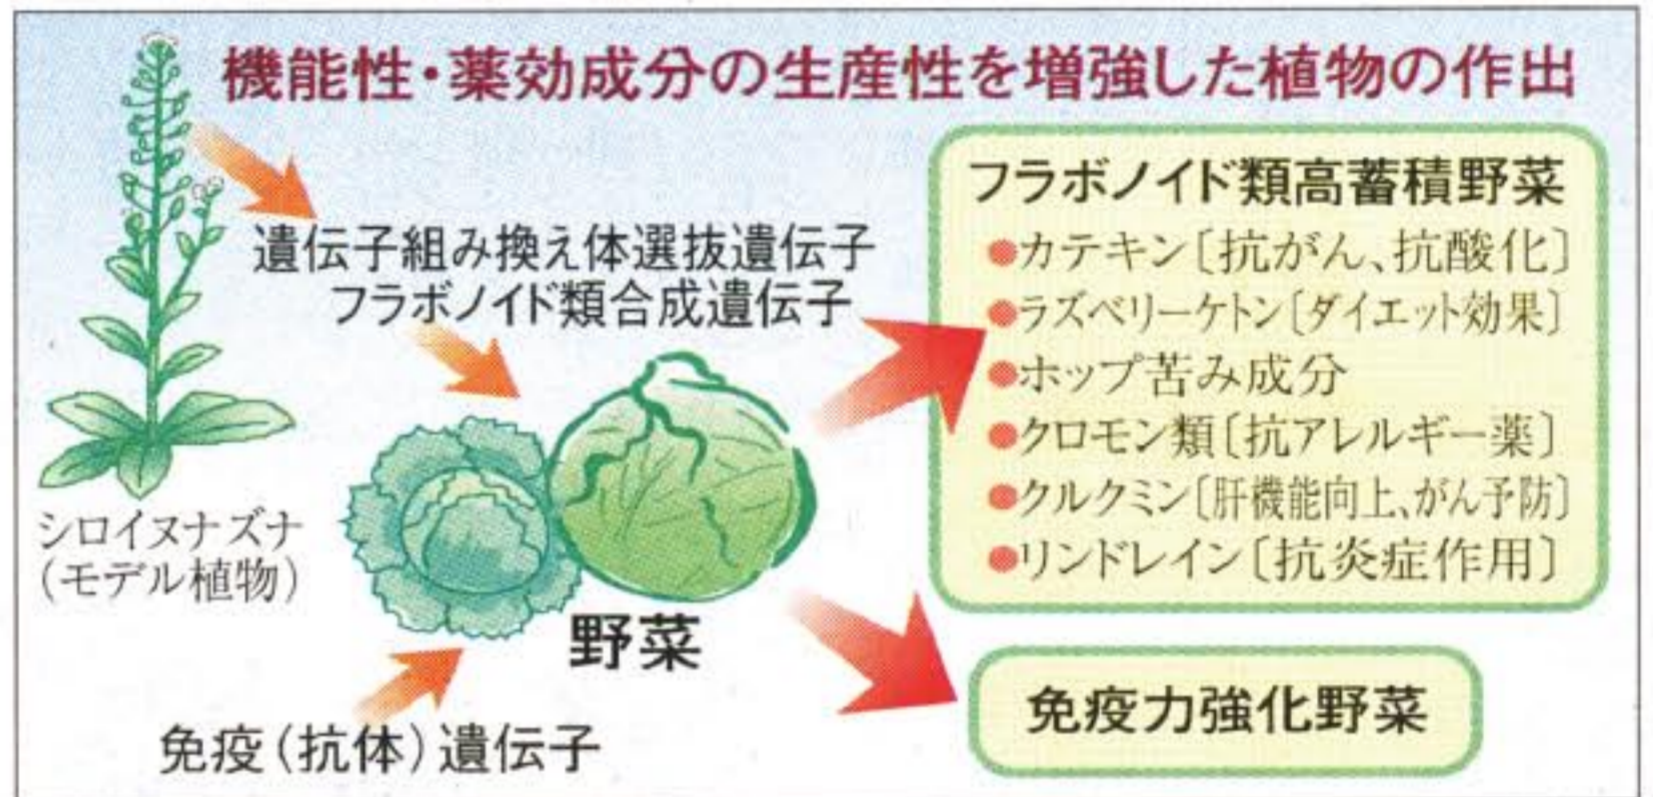 機能性・薬効成分の生産性を増強した植物の作出
遺伝子組み換え体選抜遺伝子
フラボノイド類合成遺伝子
シロイヌナズナ
(モデル植物)
野菜
免疫(抗体)遺伝子
フラボノイド類高蓄積野菜
●カテキン〔抗がん、抗酸化〕
●ラズベリーケトン〔ダイエット効果〕
●ホップ苦み成分
●クロモン類〔抗アレルギー薬〕
●クルクミン〔肝機能向上、がん予防〕
●リンドレイン〔抗炎症作用〕
免疫力強化野菜